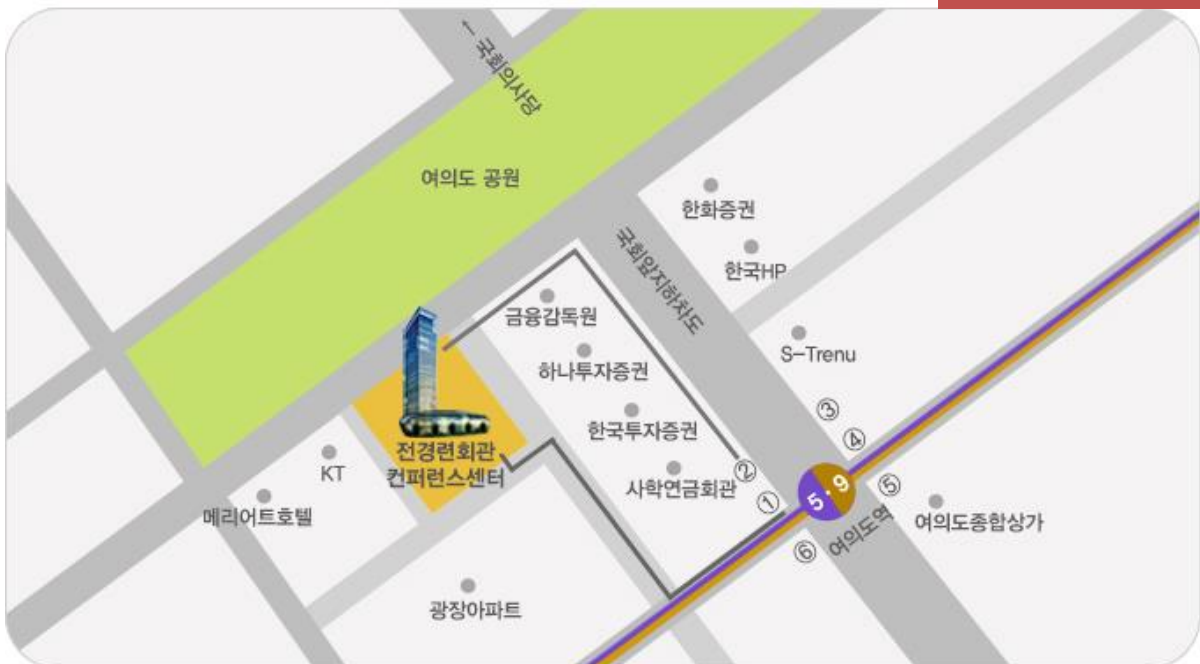 ← 국회의사당
여의도 공원
한화증권
한국HP
국회앞지하차도
금융감독원
S-Trenu
하나투자증권
한국투자증권
③
④
전경련회관
컨퍼런스센터
KT
사학연금회관
②
①
5·9
⑤
메리어트호텔
여의도종합상가
여의도역
⑥
광장아파트